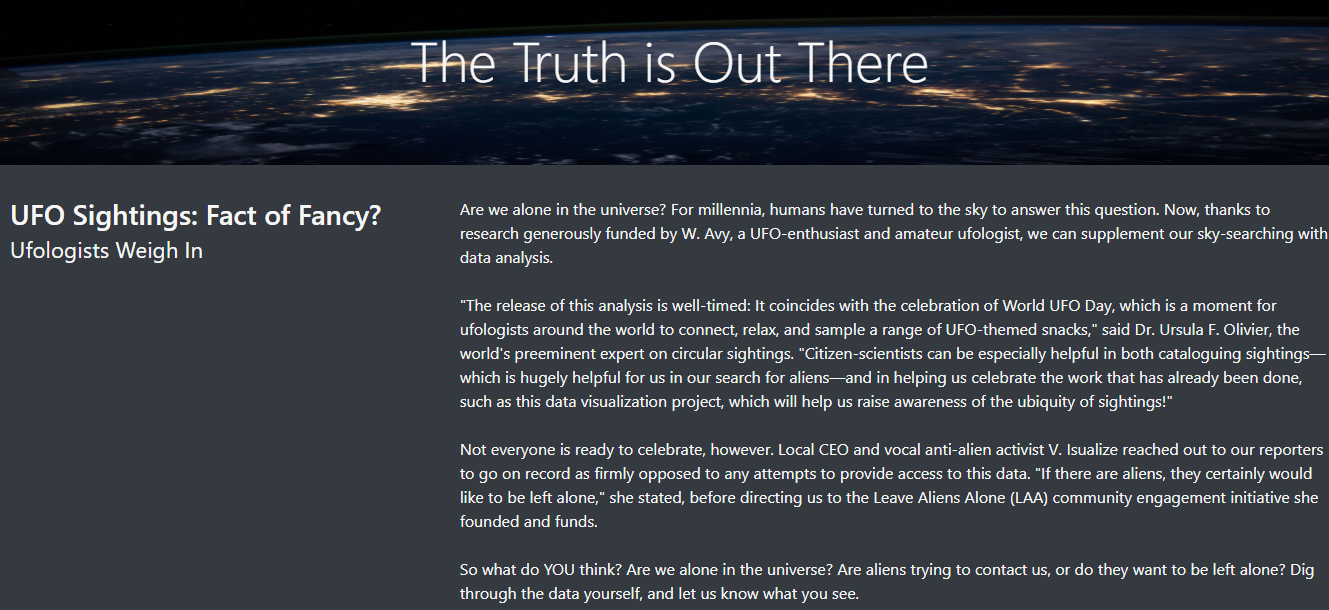 The Truth is Out There
UFO Sightings: Fact of Fancy?
Ufologists Weigh In
Are we alone in the universe? For millennia, humans have turned to the sky to answer this question. Now, thanks to
research generously funded by W. Avy, a UFO-enthusiast and amateur ufologist, we can supplement our sky-searching with
data analysis.
"The release of this analysis is well-timed: It coincides with the celebration of World UFO Day, which is a moment for
ufologists around the world to connect, relax, and sample a range of UFO-themed snacks," said Dr. Ursula F. Olivier, the
world's preeminent expert on circular sightings. "Citizen-scientists can be especially helpful in both cataloguing sightings—
which is hugely helpful for us in our search for aliens—and in helping us celebrate the work that has already been done,
such as this data visualization project, which will help us raise awareness of the ubiquity of sightings!"
Not everyone is ready to celebrate, however. Local CEO and vocal anti-alien activist V. Isualize reached out to our reporters
to go on record as firmly opposed to any attempts to provide access to this data. "If there are aliens, they certainly would
like to be left alone," she stated, before directing us to the Leave Aliens Alone (LAA) community engagement initiative she
founded and funds.
So what do YOU think? Are we alone in the universe? Are aliens trying to contact us, or do they want to be left alone? Dig
through the data yourself, and let us know what you see.